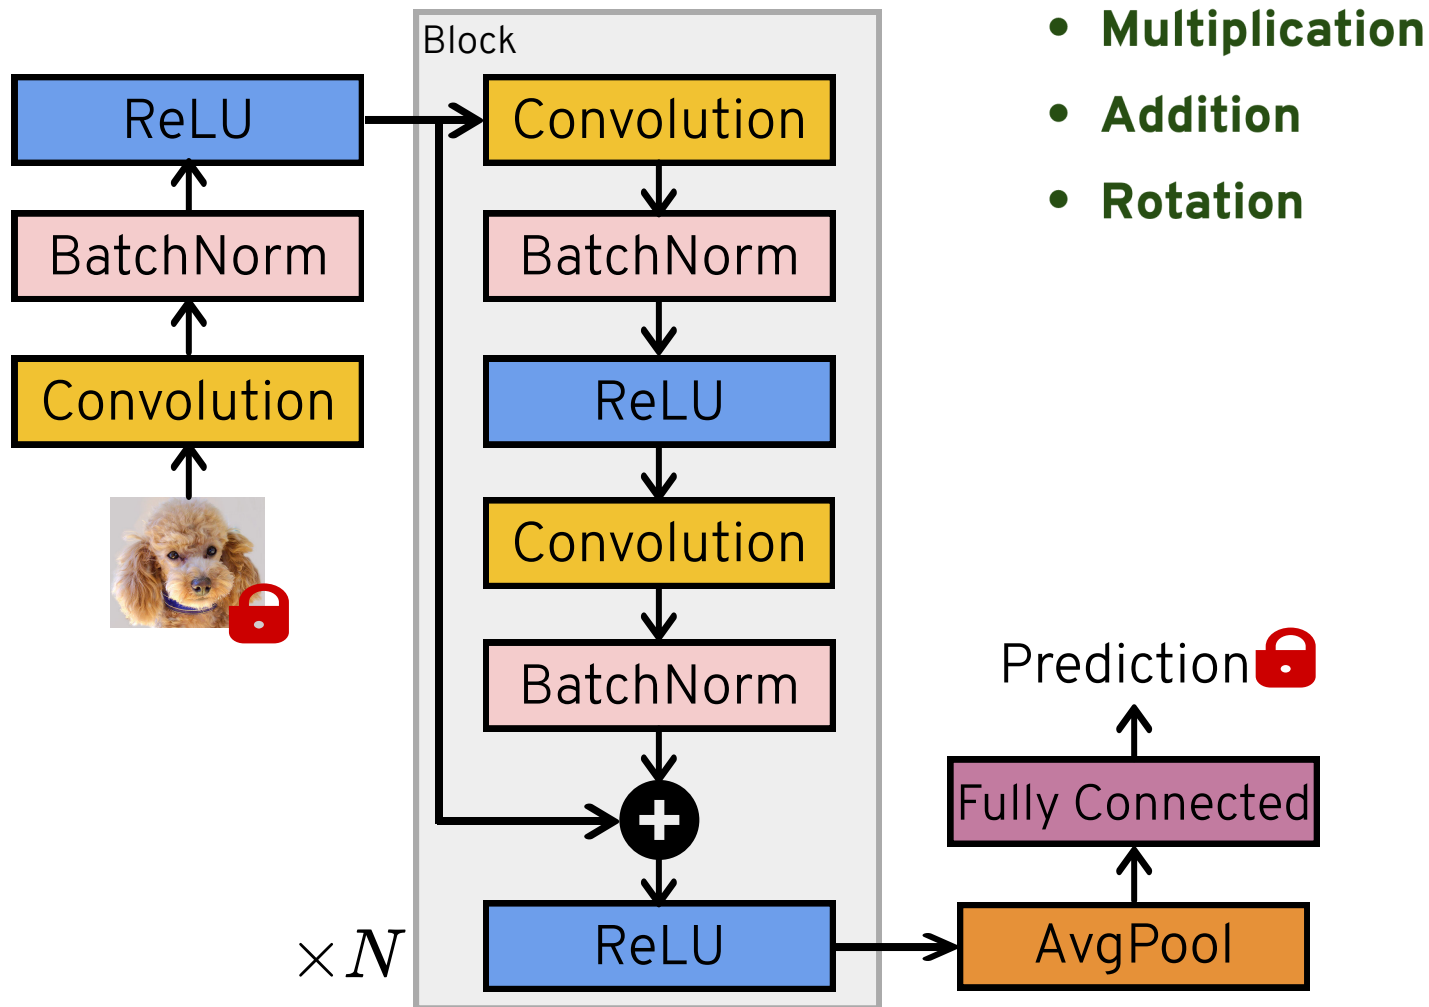 Block
ReLU
BatchNorm
Convolution
Convolution
BatchNorm
ReLU
Convolution
BatchNorm
+
ReLU
×N
• Multiplication
• Addition
• Rotation
Prediction
Fully Connected
AvgPool